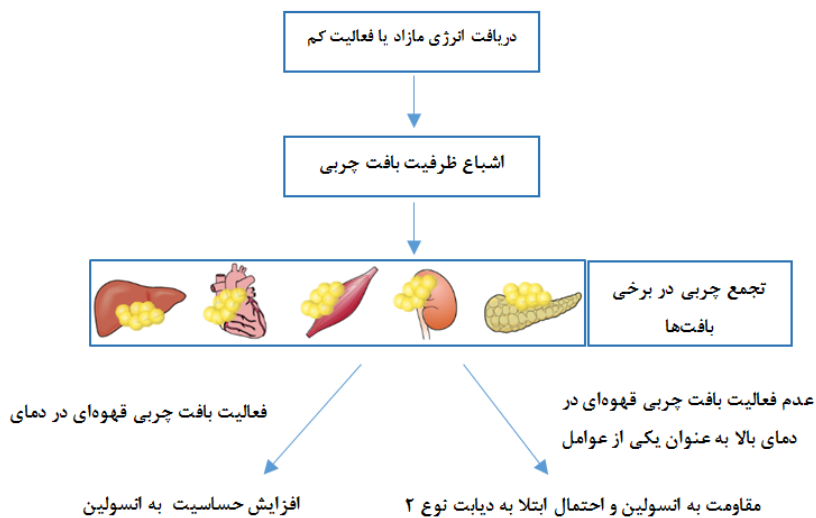 دریافت انرژی مازاد یا فعالیت کم
اشباع ظرفیت بافت چربی
تجمع چربی در برخی
بافت‌ها
عدم فعالیت بافت چربی قهوه‌ای در
دمای بالا به عنوان یکی از عوامل
فعالیت بافت چربی قهوه‌ای در دمای
مقاومت به انسولین و احتمال ابتلا به دیابت نوع ۲
افزایش حساسیت به انسولین